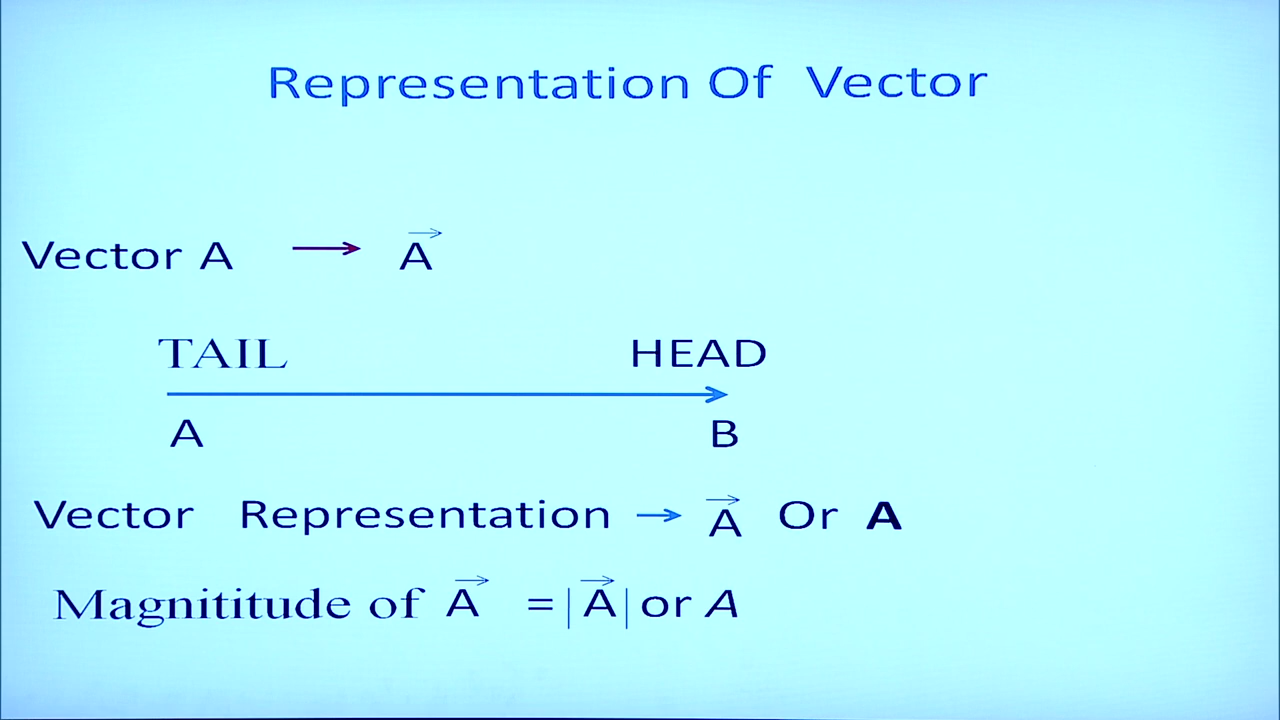 Representation Of Vector
Vector A → A⃗
TAIL HEAD
A B
Vector Representation → A⃗ Or A
Magnititude of A⃗ = |A⃗| or A